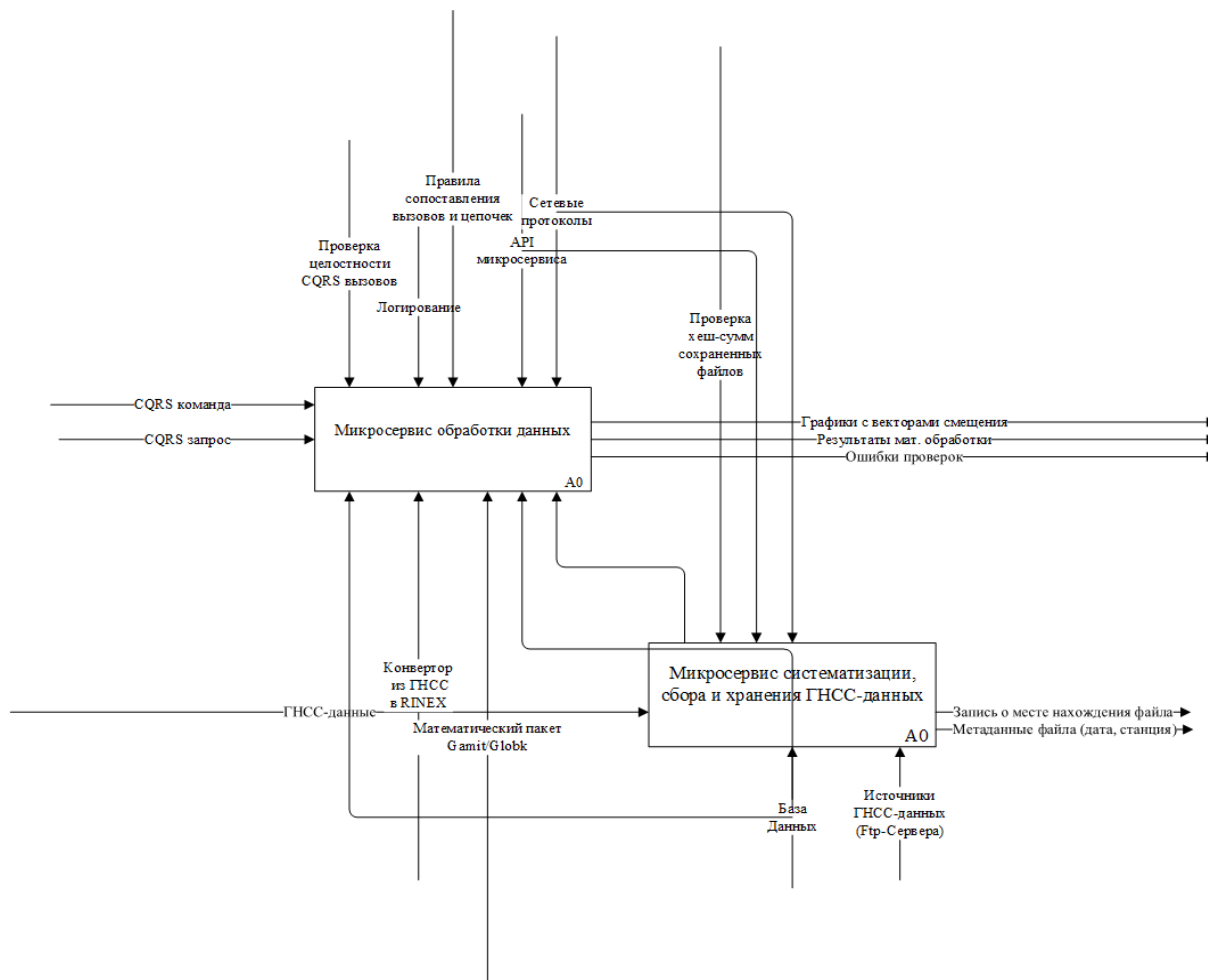 Правила
сопоставления
вызовов и цепочек
Сетевые
протоколы
API
микросервиса
Проверка
целостности
CQRS вызовов
Логирование
Проверка
хеш-сумм
сохраненных
файлов
CQRS команда
CQRS запрос
Микросервис обработки данных
A0
Графики с векторами смещения
Результаты мат. обработки
Ошибки проверок
Конвертор
из ГНСС
в RINEX
ГНСС-данные
Математический пакет
Gamit/Globk
Микросервис систематизации,
сбора и хранения ГНСС-данных
A0
Запись о месте нахождения файла
Метаданные файла (дата, станция)
База
Данных
Источники
ГНСС-данных
(Ftp-Сервера)